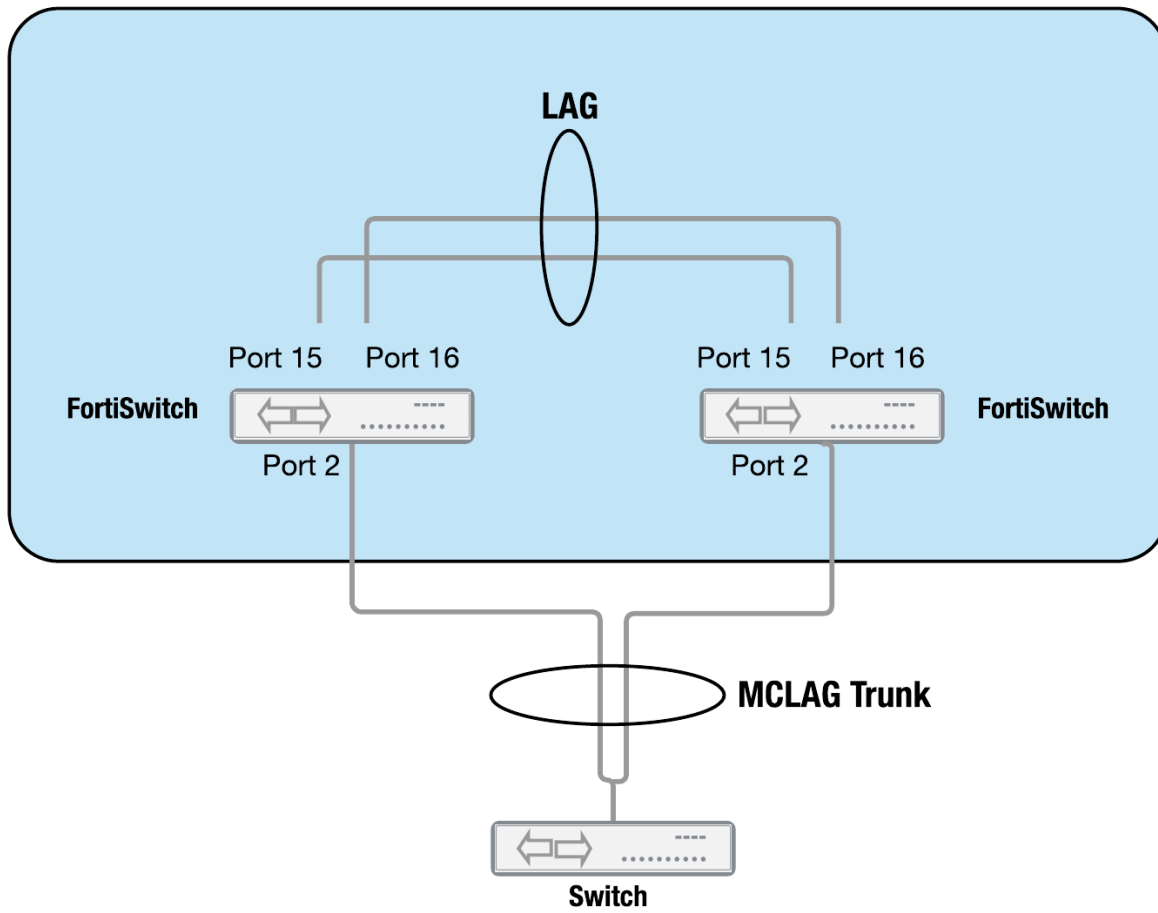 LAG
Port 15
Port 16
Port 15
Port 16
FortiSwitch
FortiSwitch
Port 2
Port 2
MCLAG Trunk
Switch